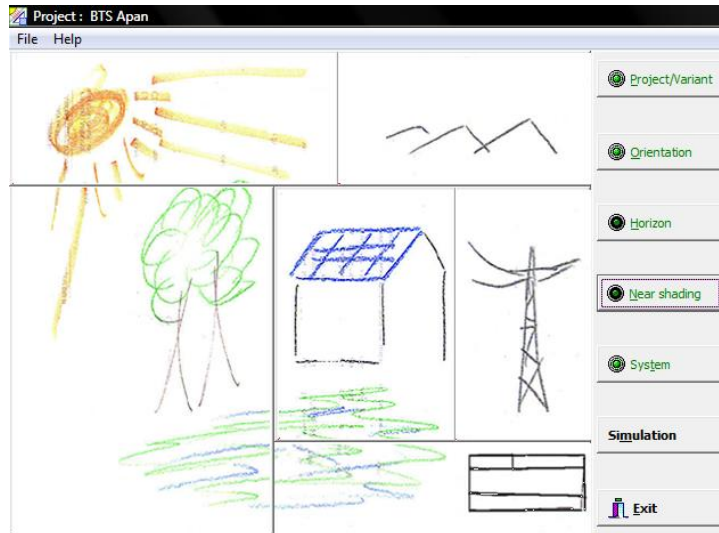 Project : BTS Apan
File Help
Project/Variant
Orientation
Horizon
Near shading
System
Simulation
Exit